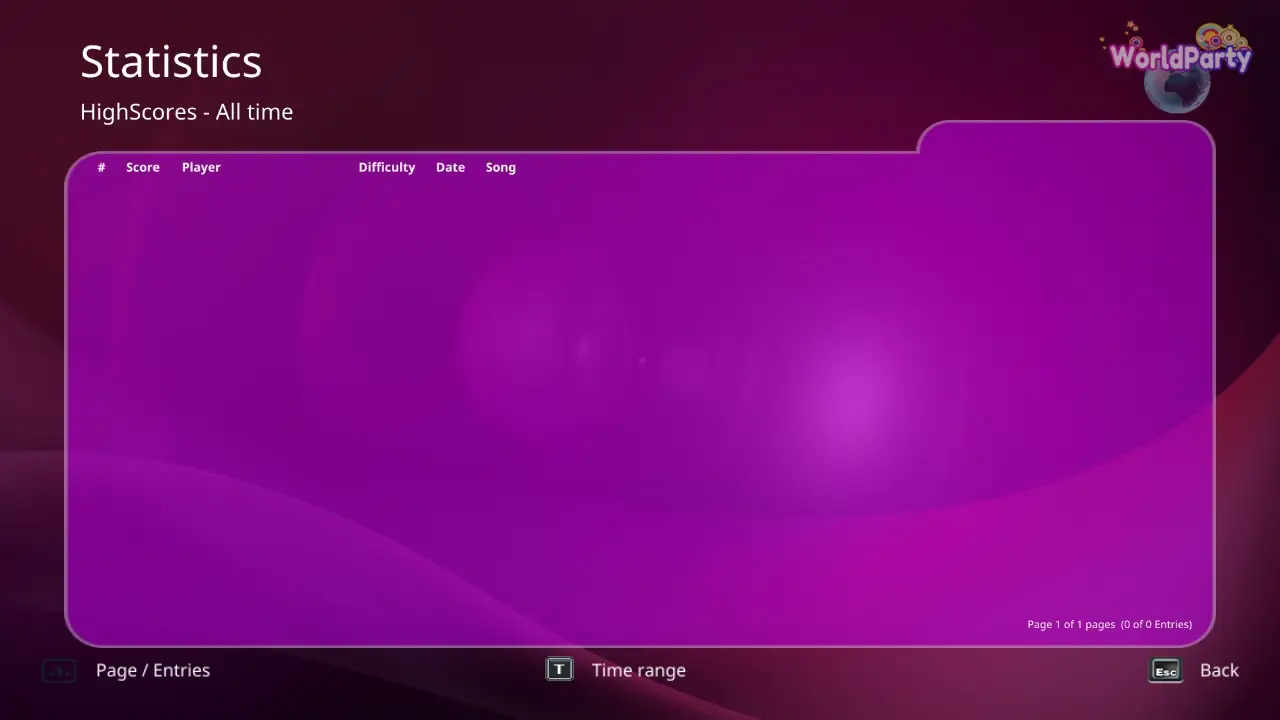 Statistics
WorldParty
HighScores - All time
# Score Player Difficulty Date Song
Page 1 of 1 pages (0 of 0 Entries)
Page / Entries T Time range Esc Back